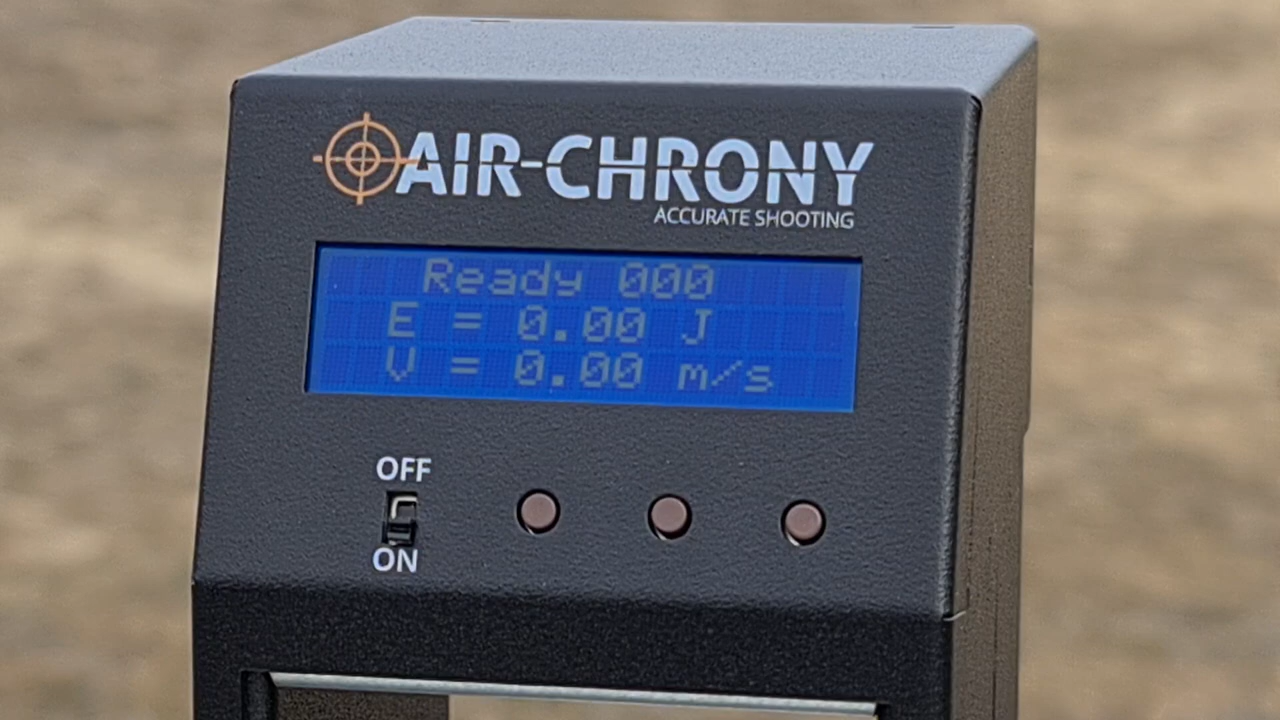 AIR-CHRONY
ACCURATE SHOOTING
Ready 000
E = 0.00 J
V = 0.00 m/s
OFF
ON